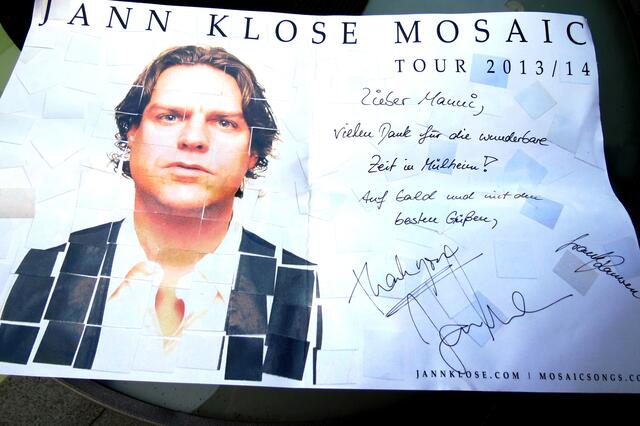 JANN KLOSE MOSAIC
TOUR 2013/14
Lieber Manni,
vielen Dank für die wunderbare
Zeit in Mülheim!
Auf bald und mit den
besten Grüßen,
Thank you
JANNKLOSE.COM | MOSAICSONGS.CO